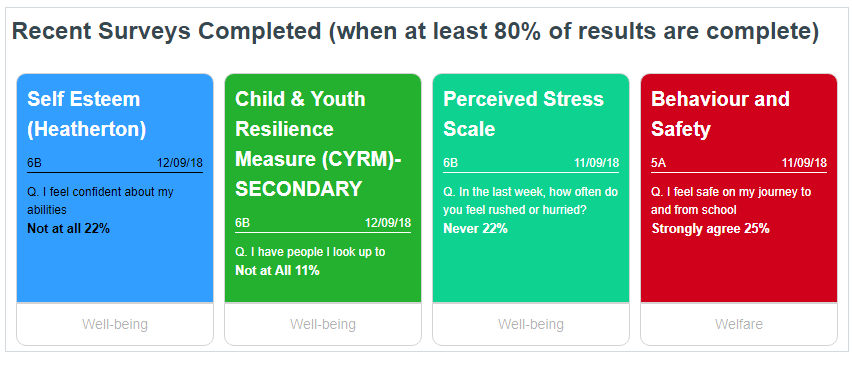 Recent Surveys Completed (when at least 80% of results are complete)
Self Esteem
(Heatherton)
6B 12/09/18
Q. I feel confident about my
abilities
Not at all 22%
Well-being
Child & Youth
Resilience
Measure (CYRM)-
SECONDARY
6B 12/09/18
Q. I have people I look up to
Not at All 11%
Well-being
Perceived Stress
Scale
6B 11/09/18
Q. In the last week, how often do
you feel rushed or hurried?
Never 22%
Well-being
Behaviour and
Safety
5A 11/09/18
Q. I feel safe on my journey to
and from school
Strongly agree 25%
Welfare